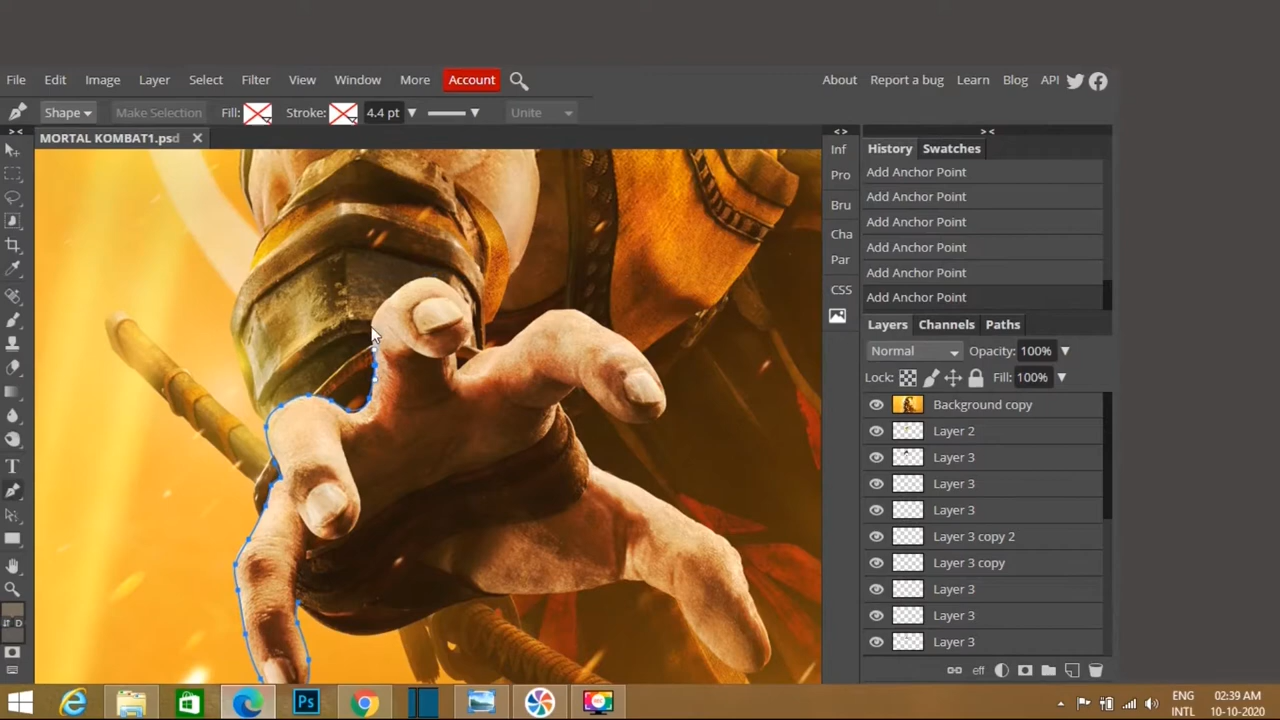 File Edit Image Layer Select Filter View Window More Account About Report a bug Learn Blog API
Shape Make Selection Fill: Stroke: 4.4 pt Unite
MORTAL KOMBAT1.psd
<> ><
Inf
Pro
Bru
Cha
Par
CSS
History Swatches
Add Anchor Point
Add Anchor Point
Add Anchor Point
Add Anchor Point
Add Anchor Point
Add Anchor Point
Layers Channels Paths
Normal Opacity: 100%
Lock: Fill: 100%
Background copy
Layer 2
Layer 3
Layer 3
Layer 3
Layer 3 copy 2
Layer 3 copy
Layer 3
Layer 3
Layer 3
D
eff
Ps
ENG 02:39 AM
INTL 10-10-2020